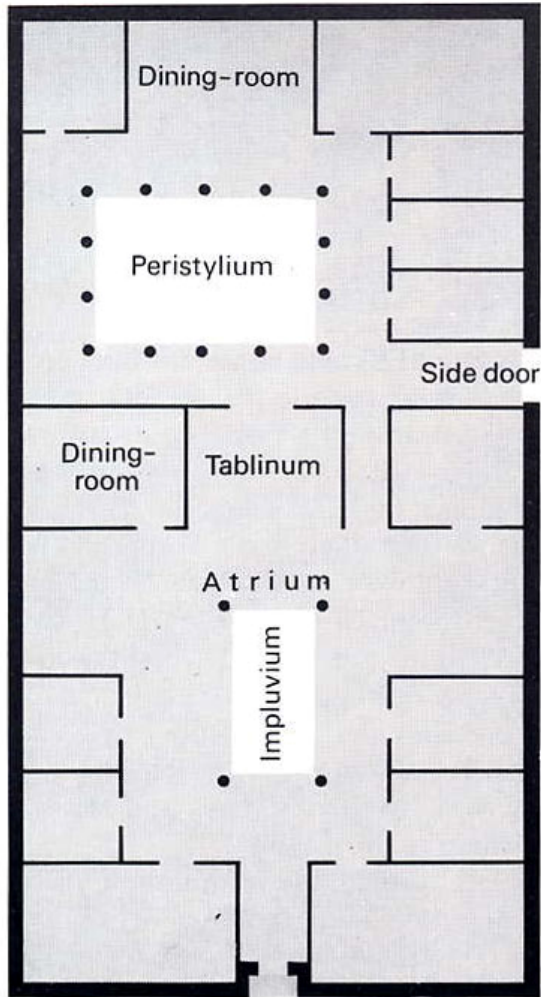 Dining-room
Peristylium
Side door
Dining-
room
Tablinum
Atrium
Impluvium